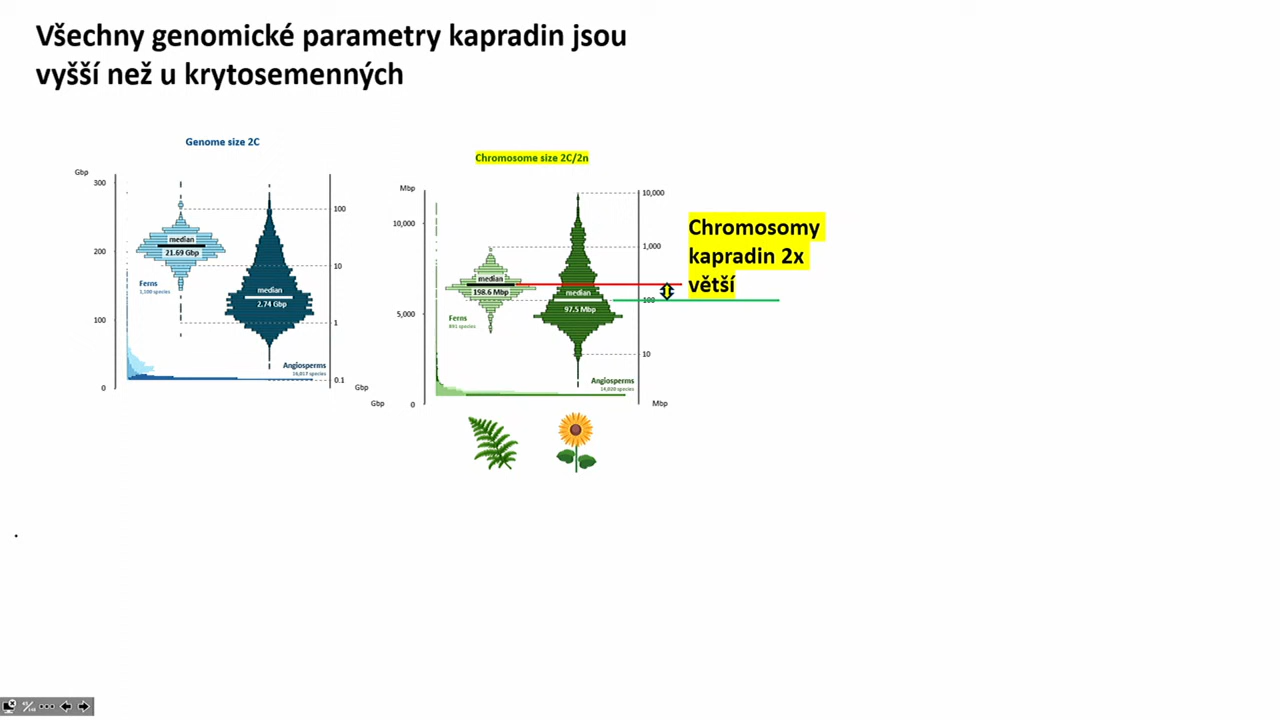 Všechny genomické parametry kapradin jsou
vyšší než u krytosemenných
Genome size 2C
Gbp
300
200
100
0
median
21.69 Gbp
Ferns
median
2.74 Gbp
Angiosperms
100
10
1
0.1
Gbp
Chromosome size 2C/2n
Mbp
10,000
5,000
0
Gbp
median
198.6 Mbp
Ferns
891 species
median
97.5 Mbp
Angiosperms
10,000
1,000
100
10
Mbp
Chromosomy
kapradin 2x
větší